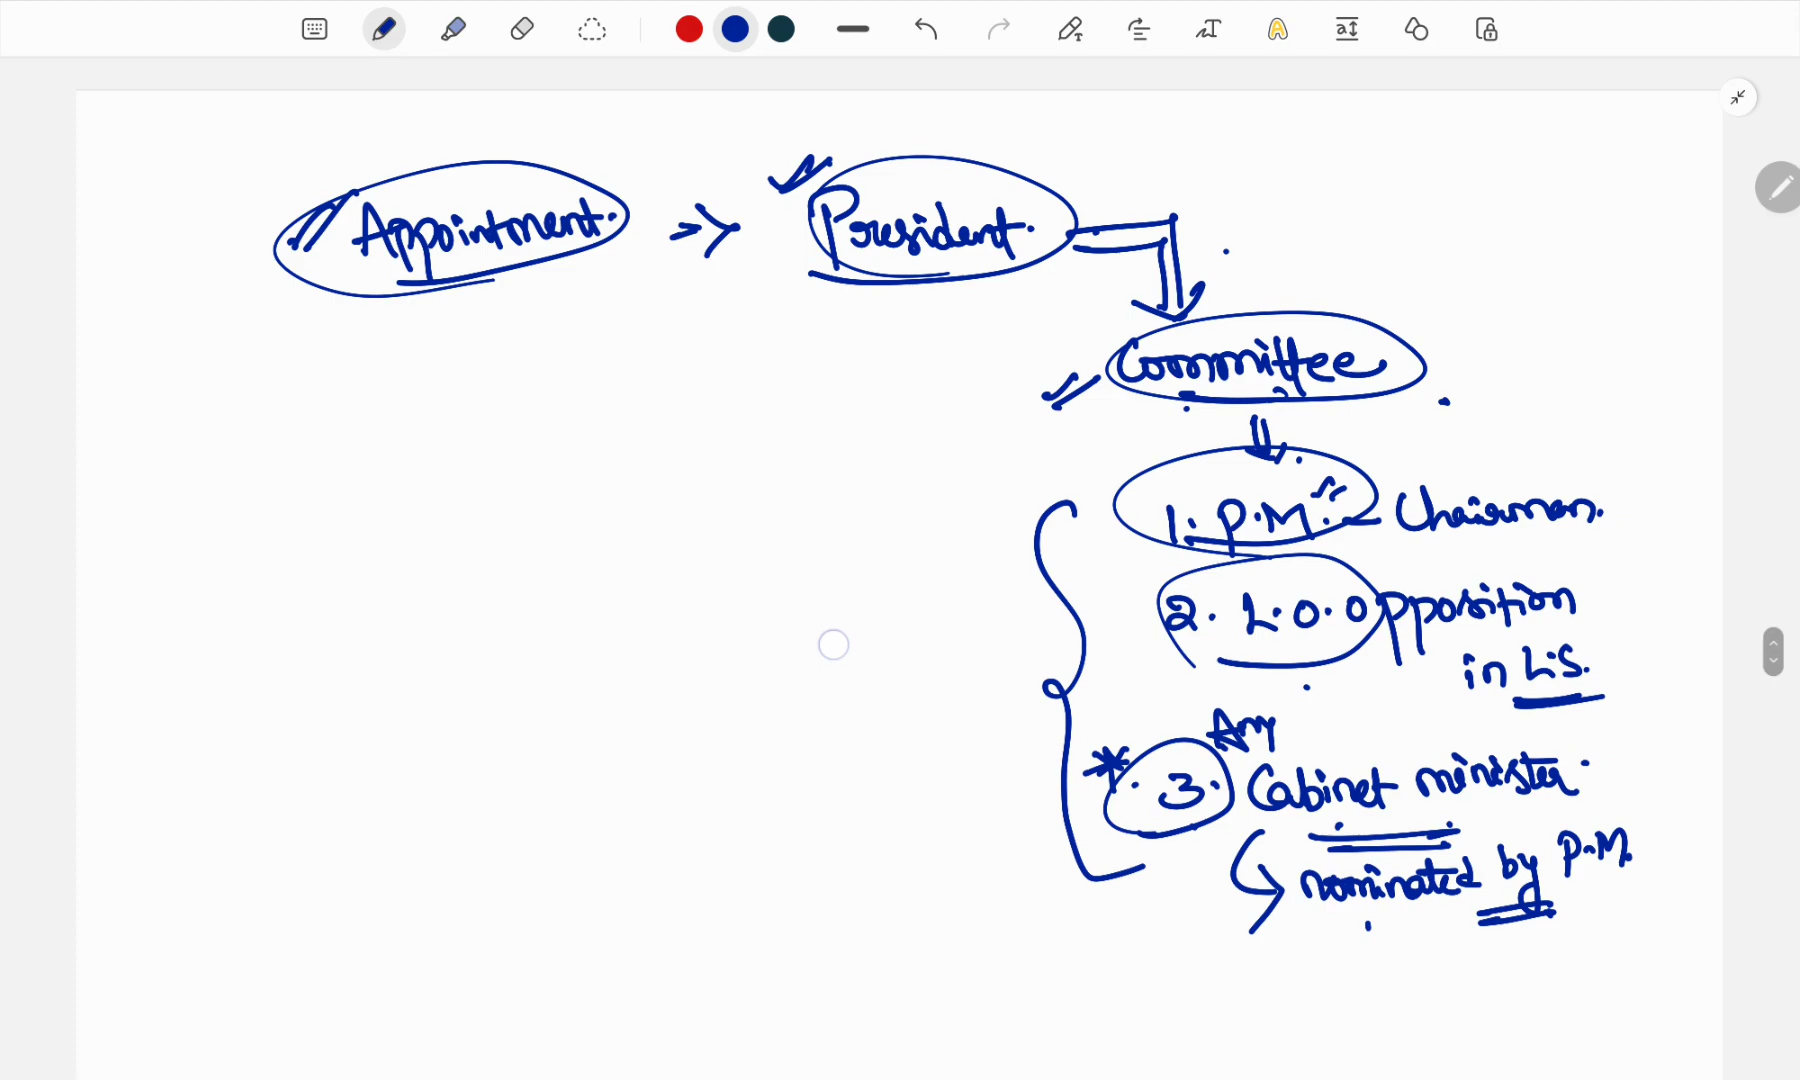 Appointment. President.
Committee
1. P.M. - Chairman.
2. L.O.Opposition
in L.S.
Any
3. Cabinet minister.
nominated by P.M.